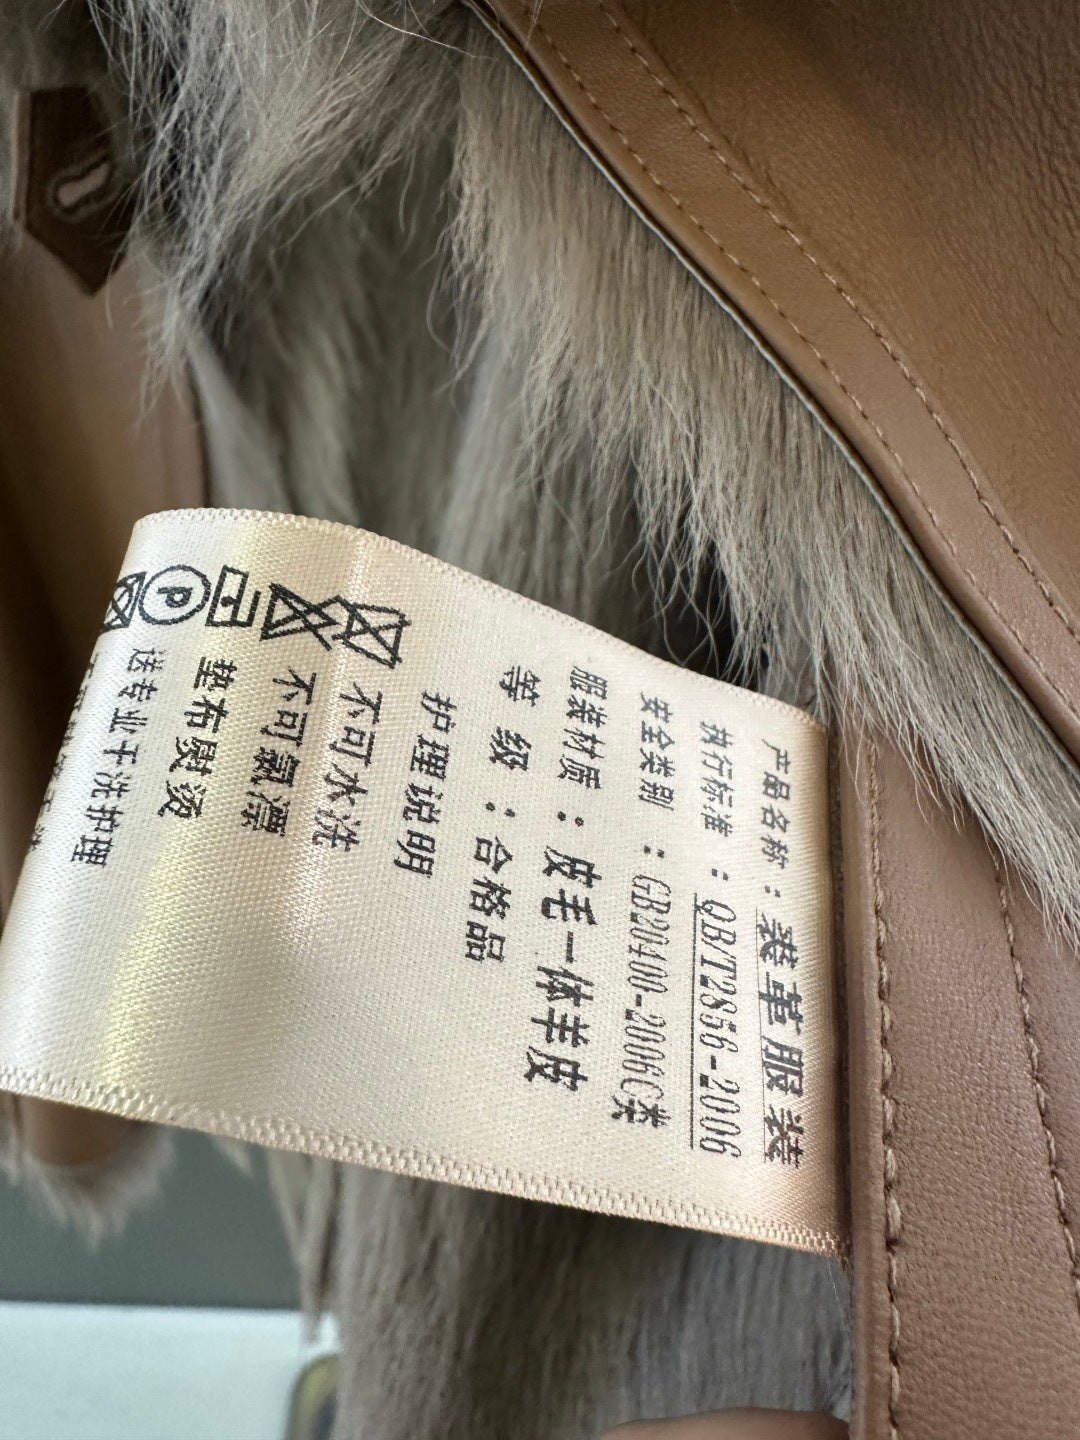 产品名称：裘革服装
执行标准：QB/T2856-2006
安全类别：GB20400-2006C类
服装材质：皮毛一体羊皮
等 级：合格品
护理说明
不可水洗
不可氯漂
垫布熨烫
送专业干洗护理
P